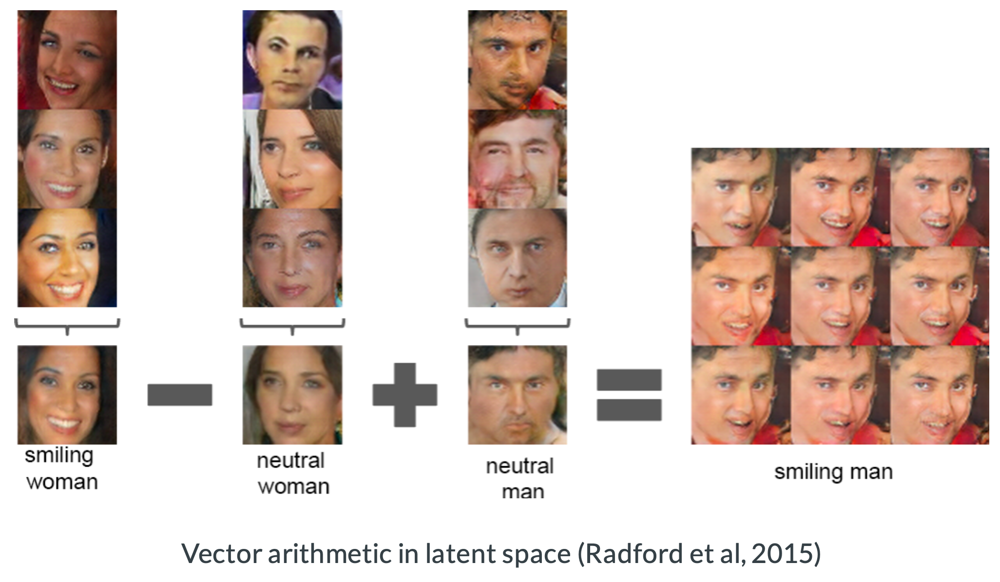 smiling
woman
neutral
woman
neutral
man
smiling man
Vector arithmetic in latent space (Radford et al, 2015)